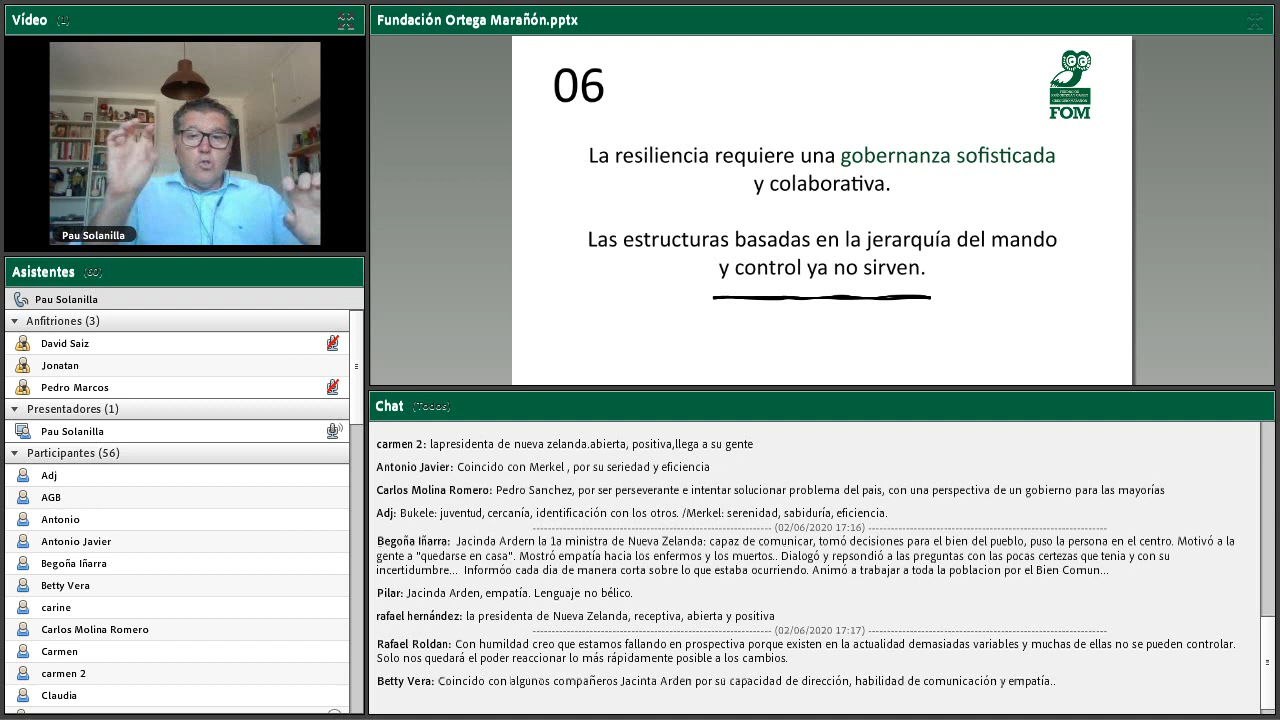 Vídeo (1)
Pau Solanilla
Asistentes (60)
Pau Solanilla
Anfitriones (3)
David Saiz
Jonatan
Pedro Marcos
Presentadores (1)
Pau Solanilla
Participantes (56)
Adj
AGB
Antonio
Antonio Javier
Begoña Iñarra
Betty Vera
carine
Carlos Molina Romero
Carmen
carmen 2
Claudia
Fundación Ortega Marañón.pptx
06
FOM
La resiliencia requiere una gobernanza sofisticada
y colaborativa.
Las estructuras basadas en la jerarquía del mando
y control ya no sirven.
Chat (Todos)
carmen 2: lapresidenta de nueva zelanda.abierta, positiva,llega a su gente
Antonio Javier: Coincido con Merkel , por su seriedad y eficiencia
Carlos Molina Romero: Pedro Sanchez, por ser perseverante e intentar solucionar problema del pais, con una perspectiva de un gobierno para las mayorías
Adj: Bukele: juventud, cercanía, identificación con los otros. /Merkel: serenidad, sabiduría, eficiencia.
(02/06/2020 17:16)
Begoña Iñarra: Jacinda Ardern la 1a ministra de Nueva Zelanda: capaz de comunicar, tomó decisiones para el bien del pueblo, puso la persona en el centro. Motivó a la
gente a "quedarse en casa". Mostró empatía hacia los enfermos y los muertos.. Dialogó y repsondió a las preguntas con las pocas certezas que tenia y con su
incertidumbre... Informóo cada dia de manera corta sobre lo que estaba ocurriendo. Animó a trabajar a toda la poblacion por el Bien Comun...
Pilar: Jacinda Arden, empatía. Lenguaje no bélico.
rafael hernández: la presidenta de Nueva Zelanda, receptiva, abierta y positiva
(02/06/2020 17:17)
Rafael Roldan: Con humildad creo que estamos fallando en prospectiva porque existen en la actualidad demasiadas variables y muchas de ellas no se pueden controlar.
Solo nos quedará el poder reaccionar lo más rápidamente posible a los cambios.
Betty Vera: Coincido con algunos compañeros Jacinta Arden por su capacidad de dirección, habilidad de comunicación y empatía..